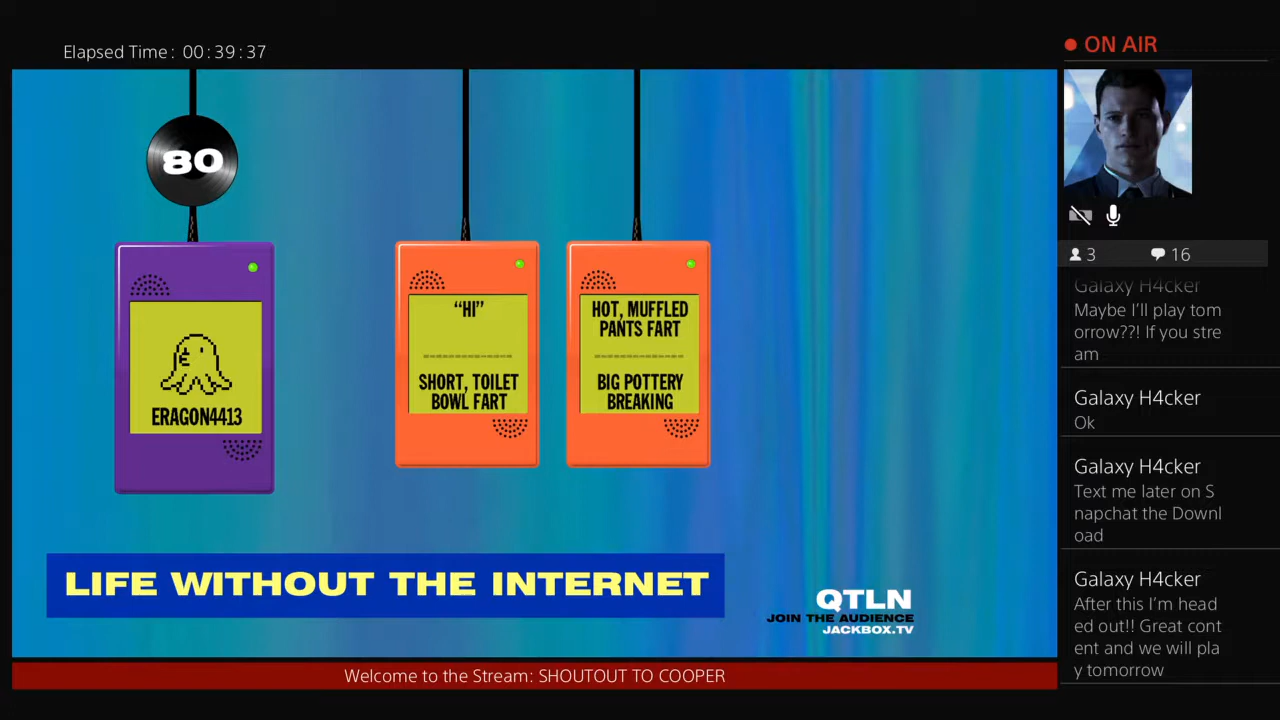 Elapsed Time: 00:39:37
ON AIR
80
ERAGON4413
“HI”
SHORT, TOILET
BOWL FART
HOT, MUFFLED
PANTS FART
BIG POTTERY
BREAKING
LIFE WITHOUT THE INTERNET
QTLN
JOIN THE AUDIENCE
JACKBOX.TV
Welcome to the Stream: SHOUTOUT TO COOPER
3
16
Galaxy H4cker
Maybe I'll play tom
orrow??! If you stre
am
Galaxy H4cker
Ok
Galaxy H4cker
Text me later on S
napchat the Downl
oad
Galaxy H4cker
After this I'm head
ed out!! Great cont
ent and we will pla
y tomorrow